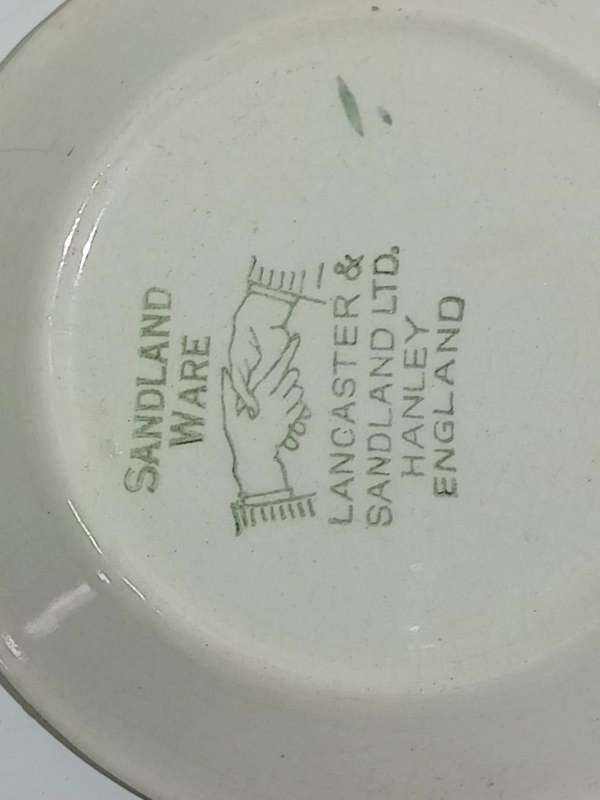 SANDLAND
WARE
LANCASTER &
SANDLAND LTD.
HANLEY
ENGLAND